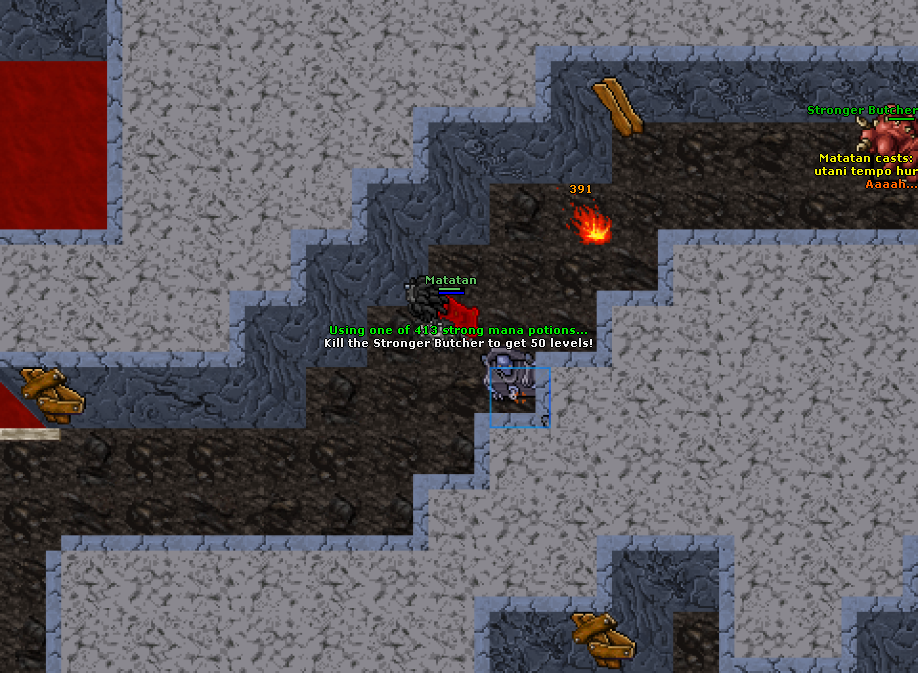 Stronger Butcher
Matatan casts:
utani tempo hur
Aaaah...
391
Matatan
Using one of 413 strong mana potions...
Kill the Stronger Butcher to get 50 levels!